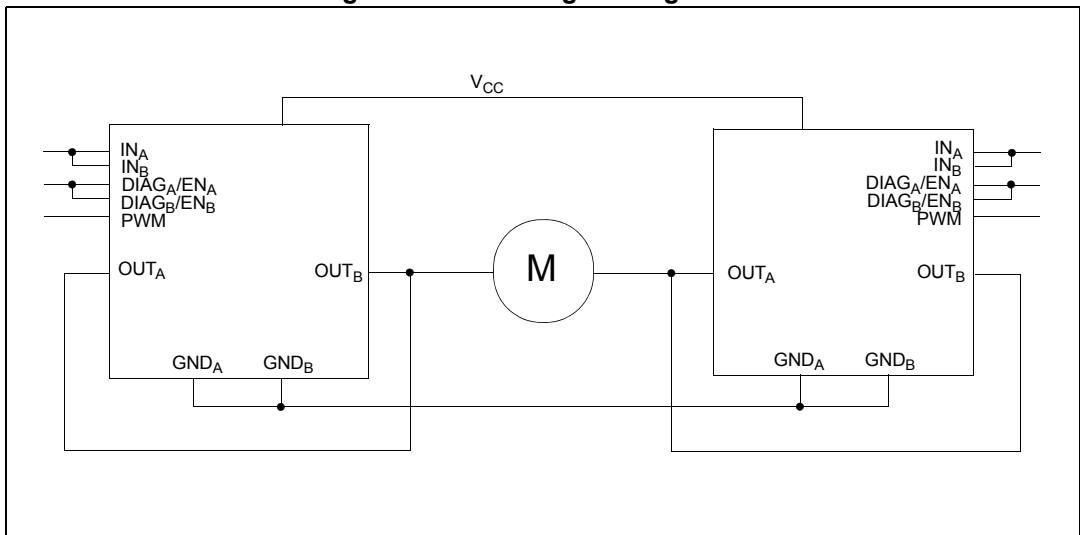 V_CC
IN_A
IN_B
DIAG_A/EN_A
DIAG_B/EN_B
PWM
OUT_A
OUT_B
GND_A
GND_B
M
IN_A
IN_B
DIAG_A/EN_A
DIAG_B/EN_B
PWM
OUT_A
OUT_B
GND_A
GND_B